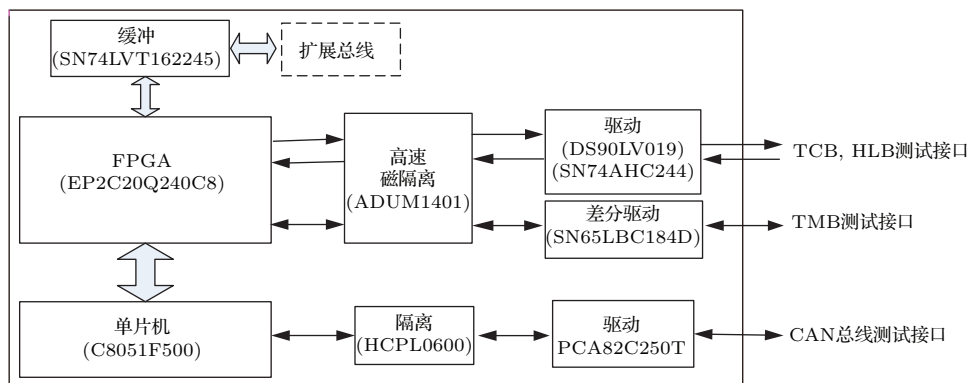 缓冲
(SN74LVT162245)
扩展总线
FPGA
(EP2C20Q240C8)
高速
磁隔离
(ADUM1401)
驱动
(DS90LV019)
(SN74AHC244)
TCB, HLB测试接口
差分驱动
(SN65LBC184D)
TMB测试接口
单片机
(C8051F500)
隔离
(HCPL0600)
驱动
PCA82C250T
CAN总线测试接口